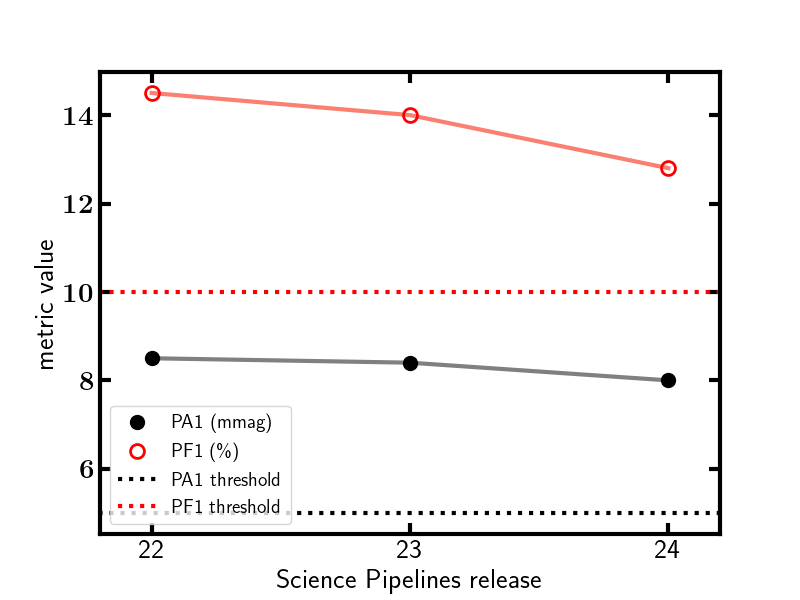 14
12
10
8
6
metric value
PA1 (mmag)
PF1 (%)
PA1 threshold
PF1 threshold
22 23 24
Science Pipelines release